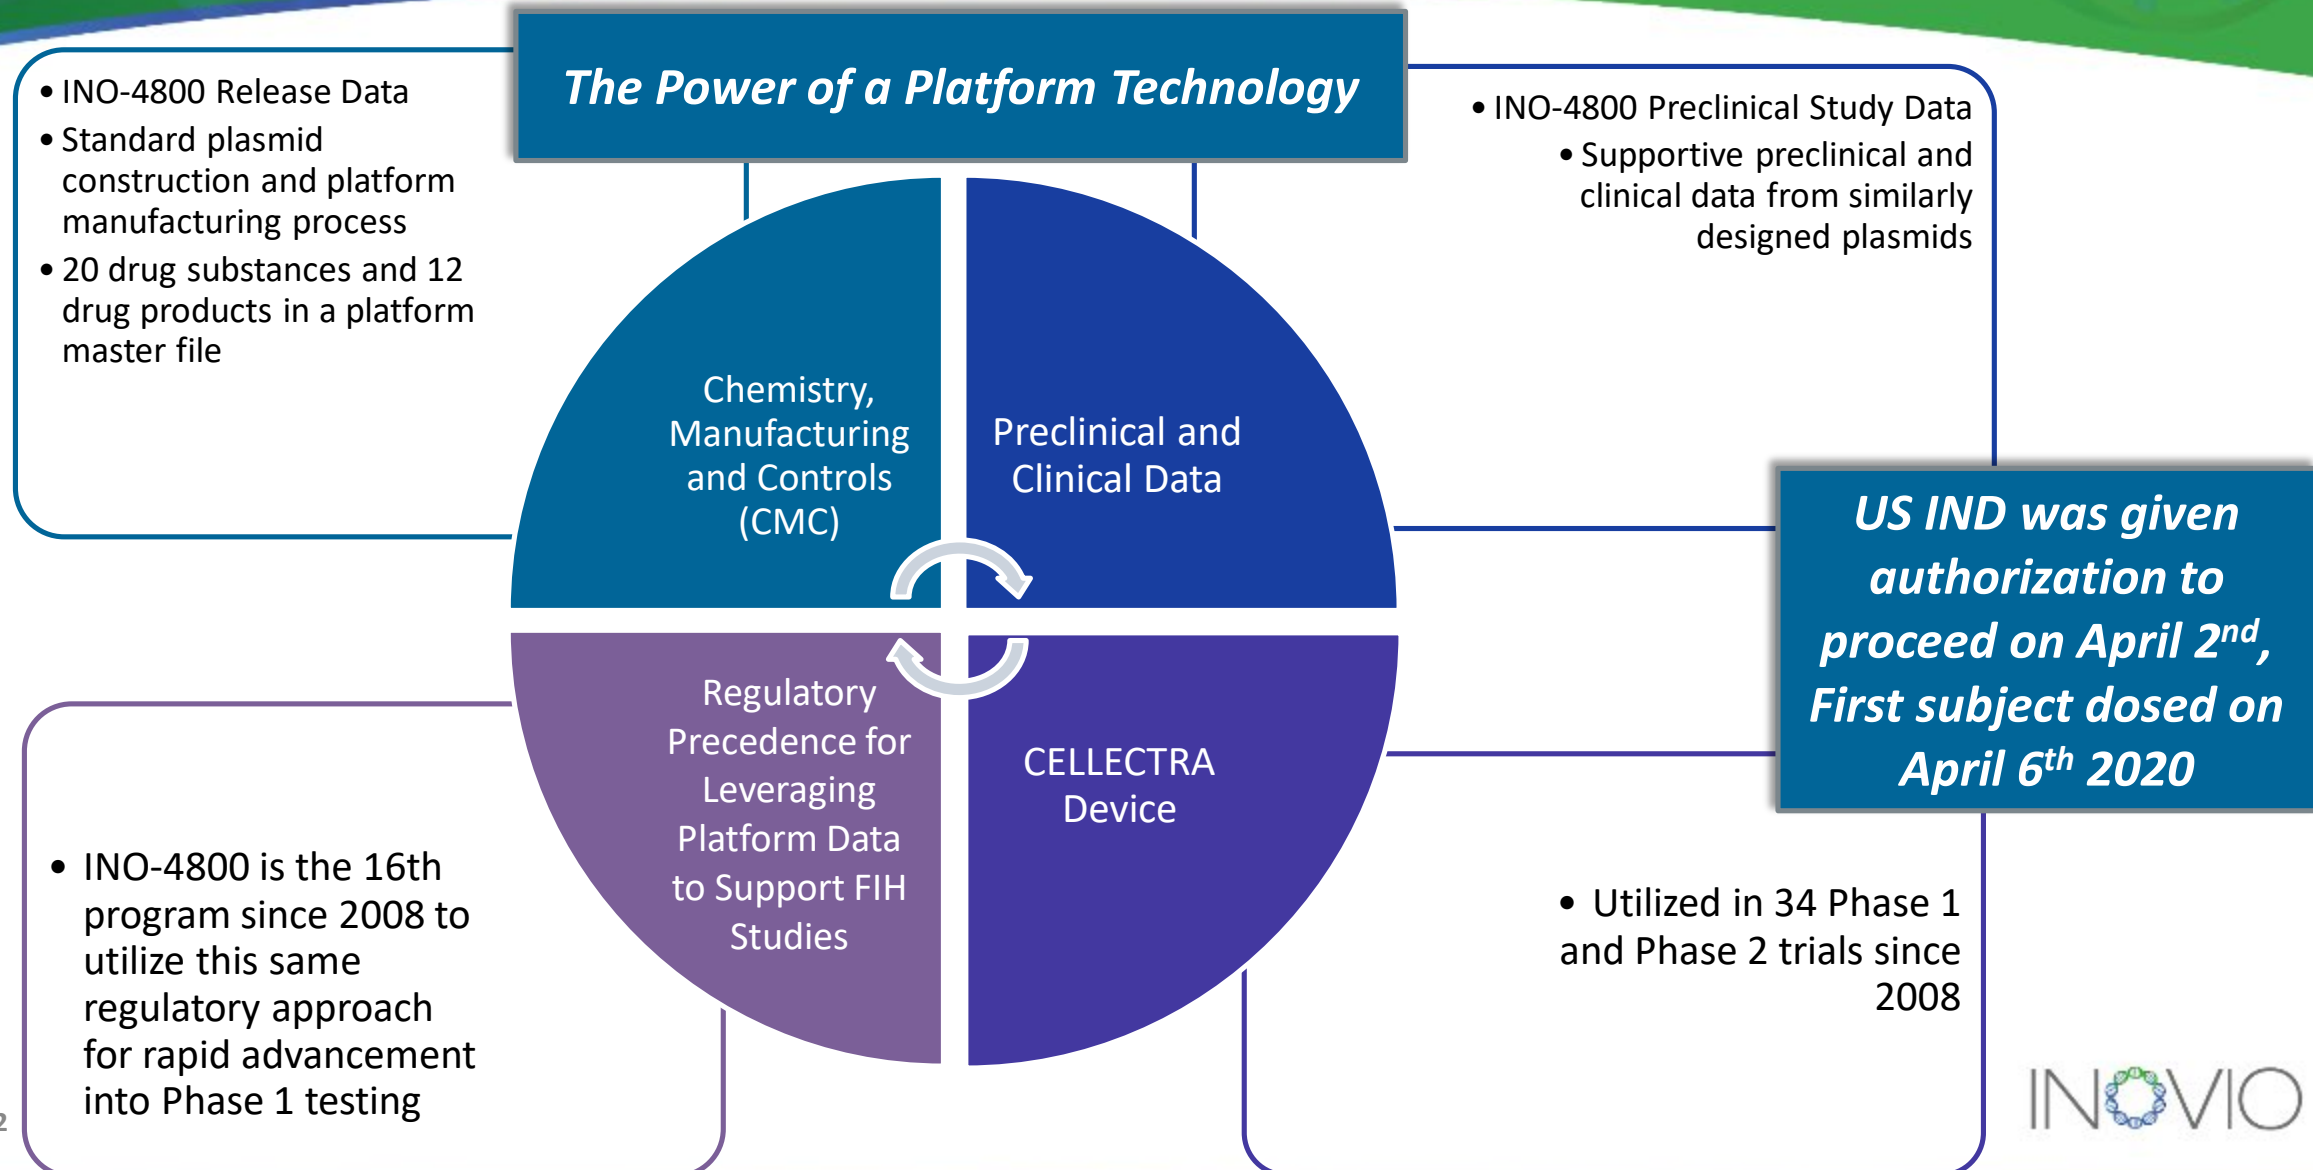 The Power of a Platform Technology
• INO-4800 Release Data
• Standard plasmid
construction and platform
manufacturing process
• 20 drug substances and 12
drug products in a platform
master file
• INO-4800 Preclinical Study Data
• Supportive preclinical and
clinical data from similarly
designed plasmids
Chemistry,
Manufacturing
and Controls
(CMC)
Preclinical and
Clinical Data
US IND was given
authorization to
proceed on April 2nd,
First subject dosed on
April 6th 2020
Regulatory
Precedence for
Leveraging
Platform Data
to Support FIH
Studies
CELLECTRA
Device
• INO-4800 is the 16th
program since 2008 to
utilize this same
regulatory approach
for rapid advancement
into Phase 1 testing
• Utilized in 34 Phase 1
and Phase 2 trials since
2008
INOVIO
2